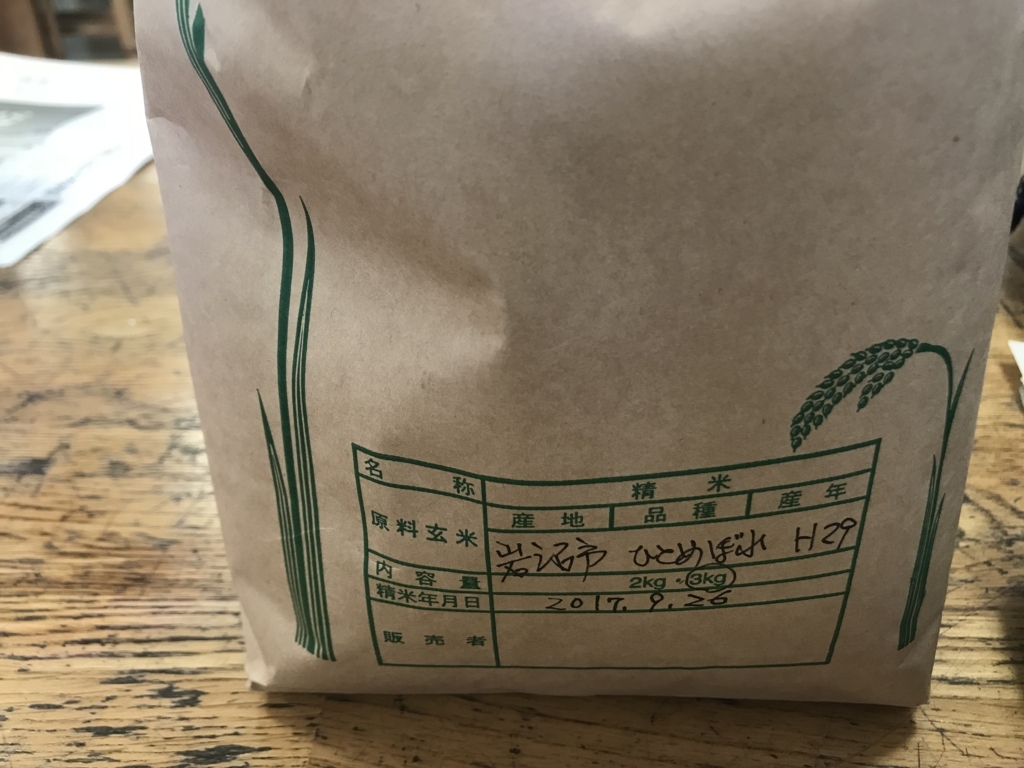 名称 精米
原料玄米 産地 品種 産年
岩沼市 ひとめぼれ H29
内容量 2kg・3kg
精米年月日 2017.9.26
販売者